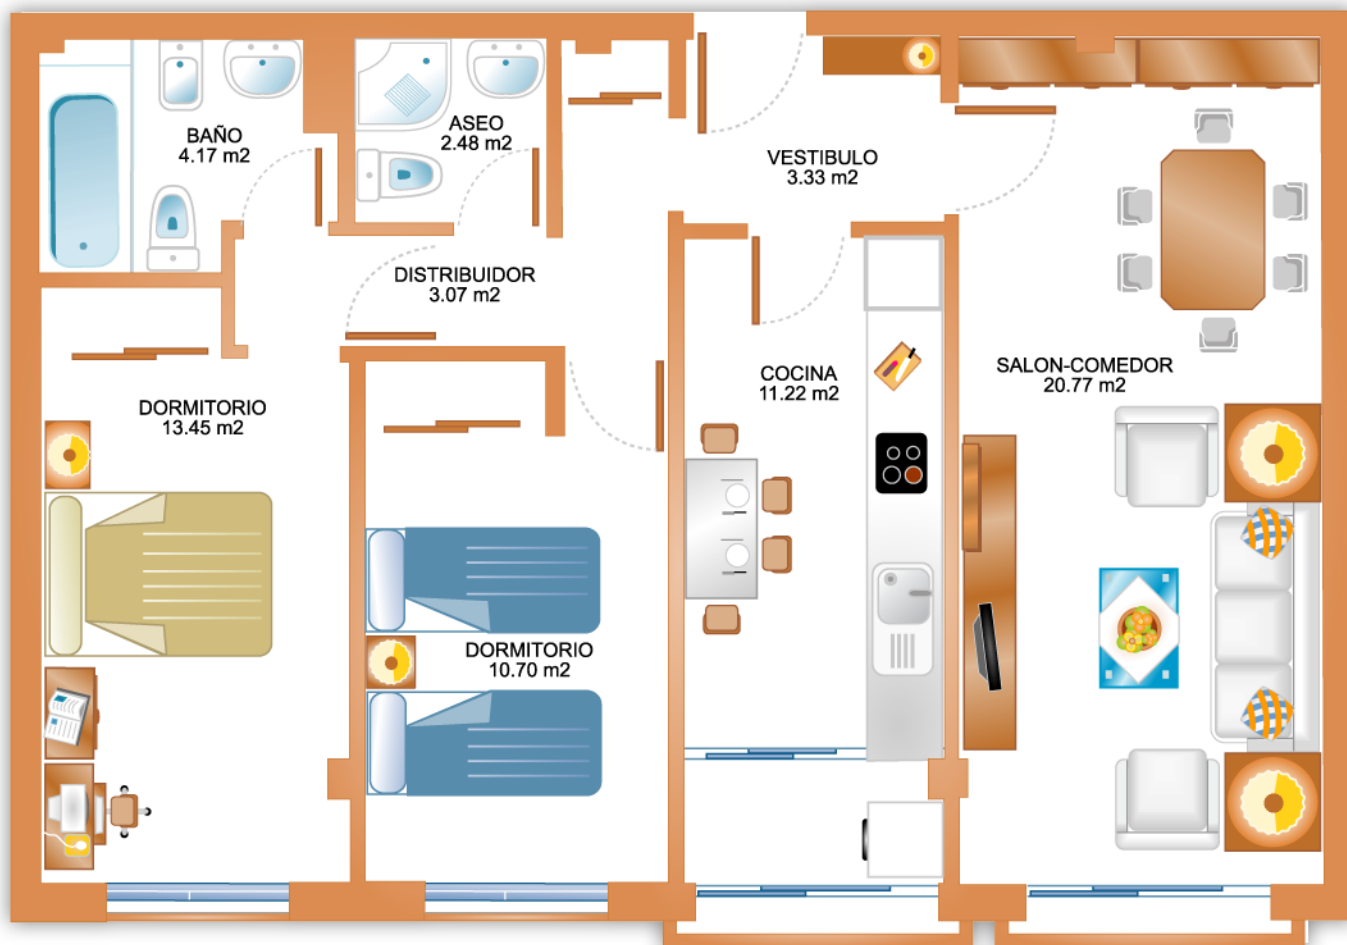 BAÑO
4.17 m2
ASEO
2.48 m2
VESTIBULO
3.33 m2
DISTRIBUIDOR
3.07 m2
DORMITORIO
13.45 m2
COCINA
11.22 m2
SALON-COMEDOR
20.77 m2
DORMITORIO
10.70 m2